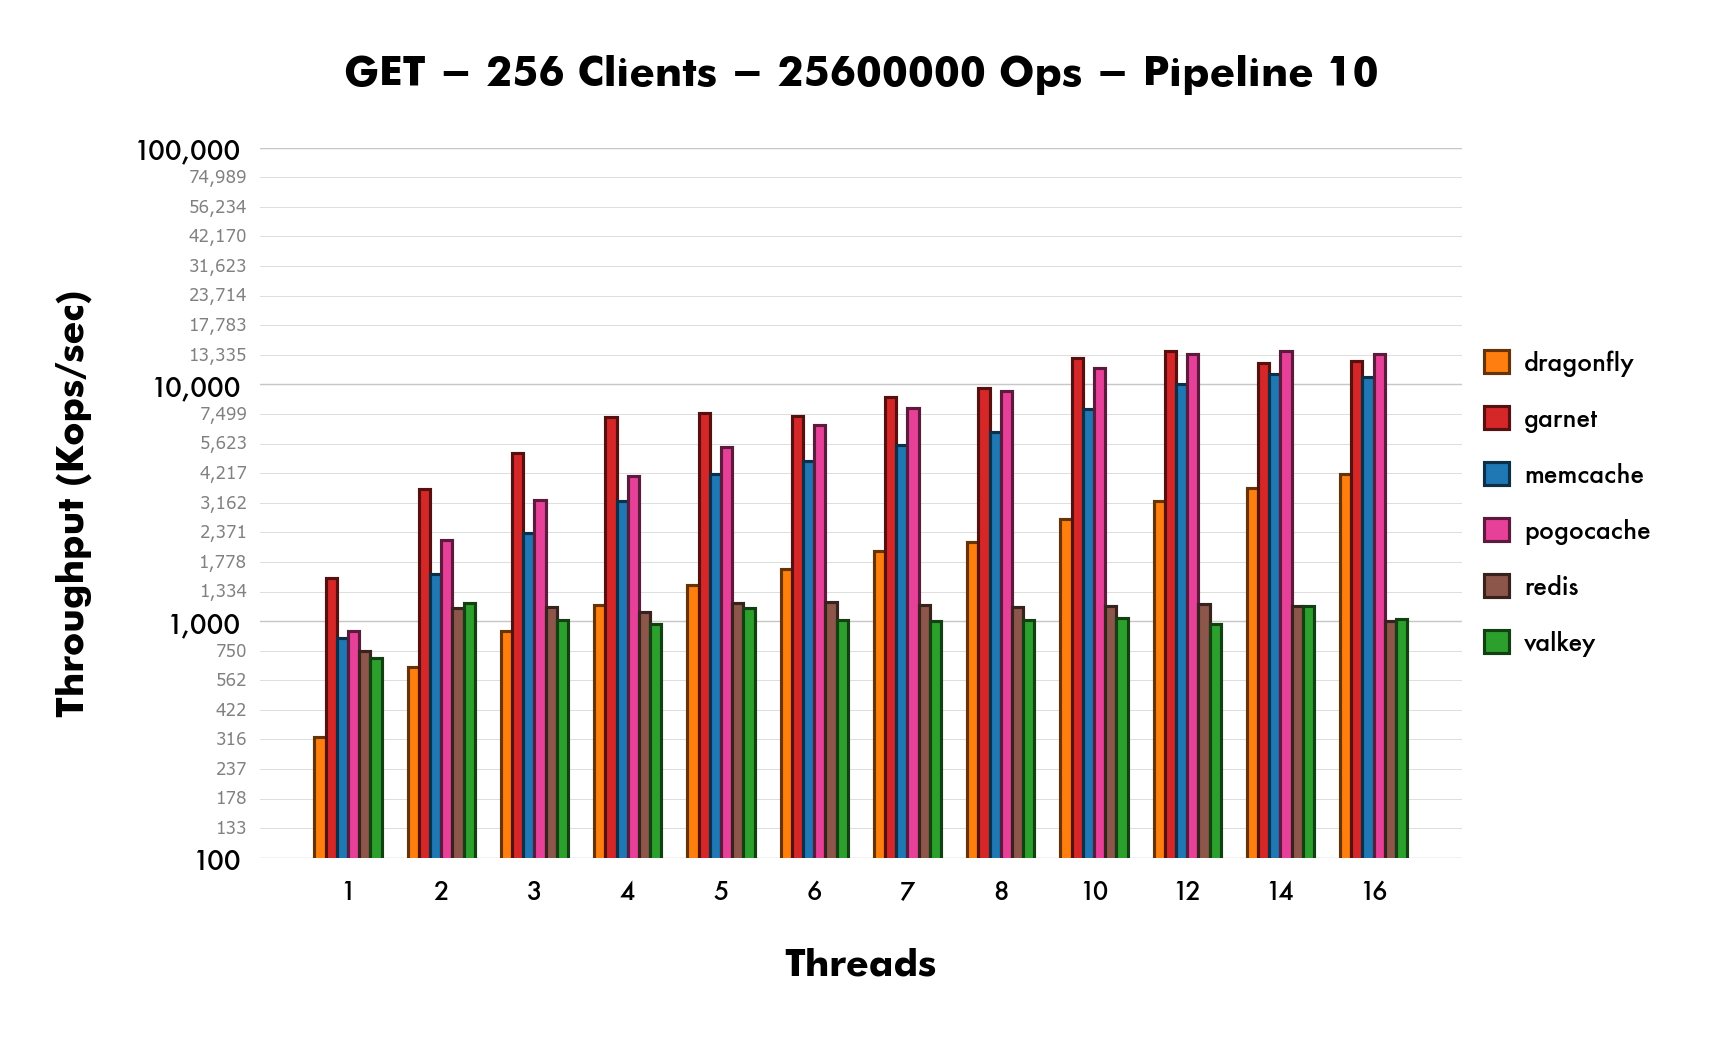 GET – 256 Clients – 25600000 Ops – Pipeline 10
Throughput (Kops/sec)
100,000
74,989
56,234
42,170
31,623
23,714
17,783
13,335
10,000
7,499
5,623
4,217
3,162
2,371
1,778
1,334
1,000
750
562
422
316
237
178
133
100
1 2 3 4 5 6 7 8 10 12 14 16
Threads
dragonfly
garnet
memcache
pogocache
redis
valkey